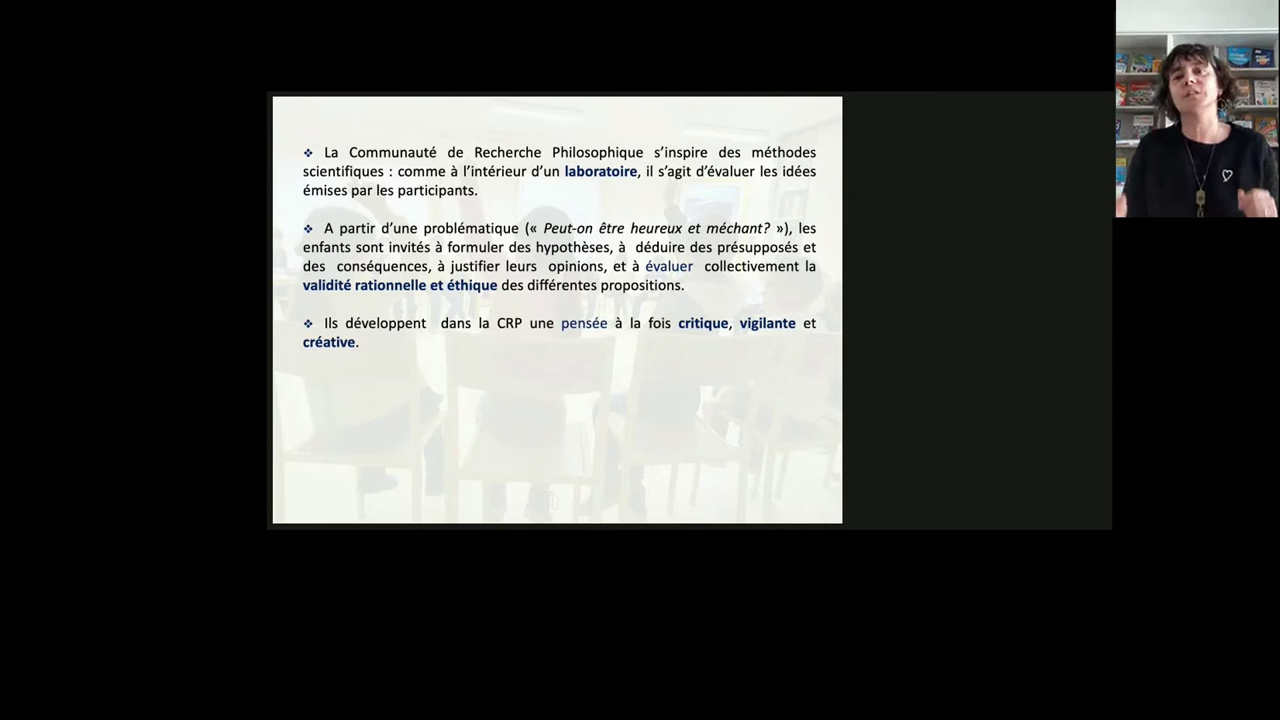 ❖ La Communauté de Recherche Philosophique s’inspire des méthodes
scientifiques : comme à l’intérieur d’un laboratoire, il s’agit d’évaluer les idées
émises par les participants.
❖ A partir d’une problématique (« Peut-on être heureux et méchant? »), les
enfants sont invités à formuler des hypothèses, à déduire des présupposés et
des conséquences, à justifier leurs opinions, et à évaluer collectivement la
validité rationnelle et éthique des différentes propositions.
❖ Ils développent dans la CRP une pensée à la fois critique, vigilante et
créative.